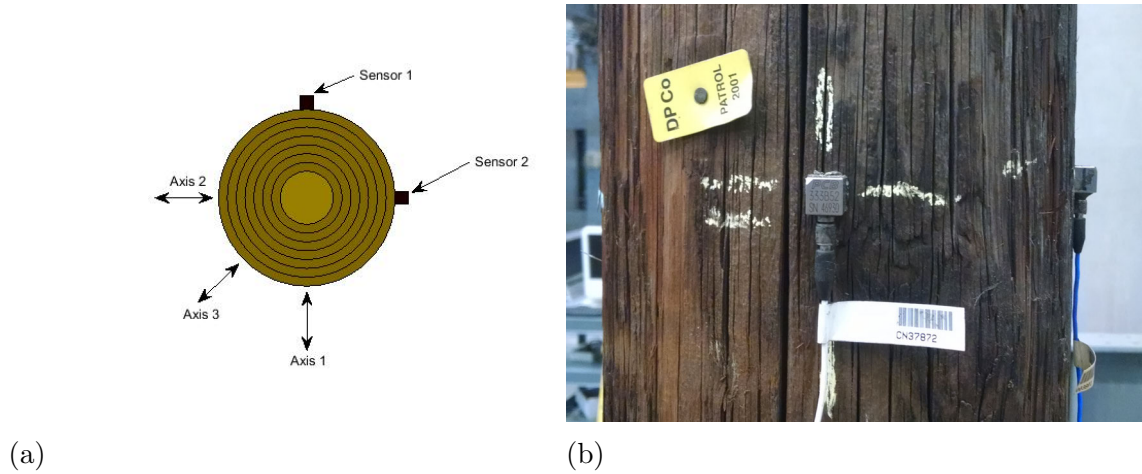 Sensor 1
Sensor 2
Axis 2
Axis 3
Axis 1
(a)
DP Co
PATROL
2001
CN37872
(b)